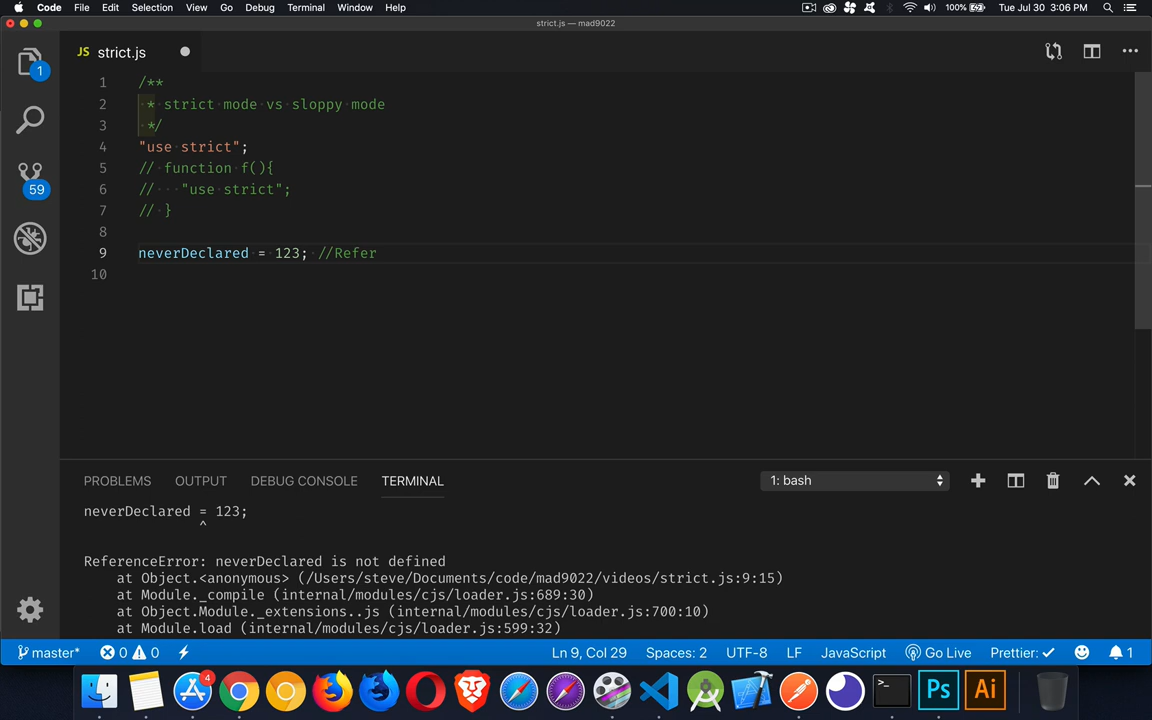 Code File Edit Selection View Go Debug Terminal Window Help 100% Tue Jul 30 3:06 PM
strict.js — mad9022
JS strict.js
1 /**
2 * strict mode vs sloppy mode
3 */
4 "use strict";
5 // function f(){
6 // "use strict";
7 // }
8
9 neverDeclared = 123; //Refer
10
1
59
PROBLEMS OUTPUT DEBUG CONSOLE TERMINAL 1: bash
neverDeclared = 123;
^
ReferenceError: neverDeclared is not defined
at Object.<anonymous> (/Users/steve/Documents/code/mad9022/videos/strict.js:9:15)
at Module._compile (internal/modules/cjs/loader.js:689:30)
at Object.Module._extensions..js (internal/modules/cjs/loader.js:700:10)
at Module.load (internal/modules/cjs/loader.js:599:32)
master* 0 0 Ln 9, Col 29 Spaces: 2 UTF-8 LF JavaScript Go Live Prettier: ✓ 1
4 >_ Ps Ai